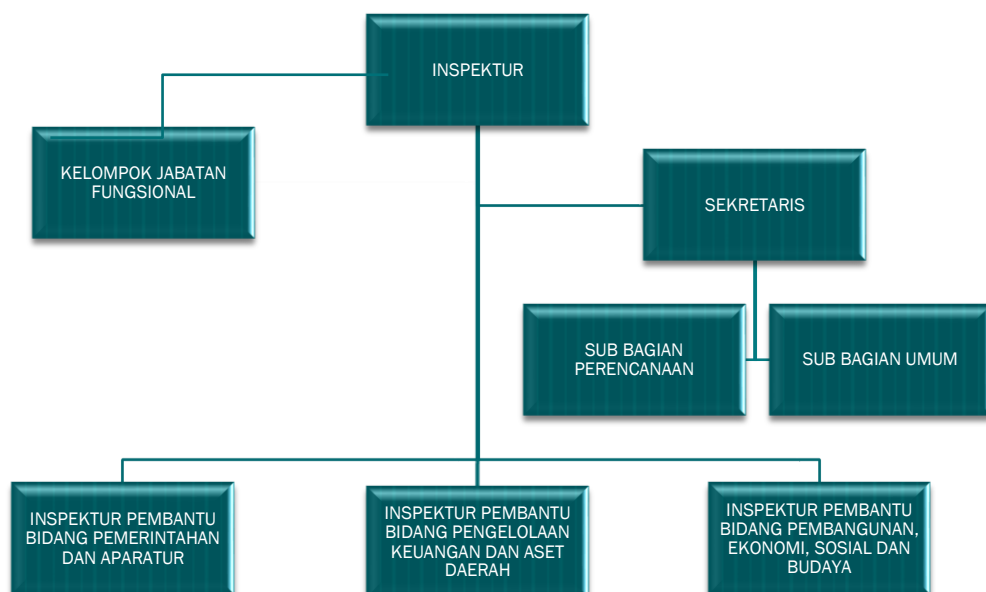 INSPEKTUR
KELOMPOK JABATAN
FUNGSIONAL
SEKRETARIS
SUB BAGIAN
PERENCANAAN
SUB BAGIAN UMUM
INSPEKTUR PEMBANTU
BIDANG PEMERINTAHAN
DAN APARATUR
INSPEKTUR PEMBANTU
BIDANG PENGELOLAAN
KEUANGAN DAN ASET
DAERAH
INSPEKTUR PEMBANTU
BIDANG PEMBANGUNAN,
EKONOMI, SOSIAL DAN
BUDAYA